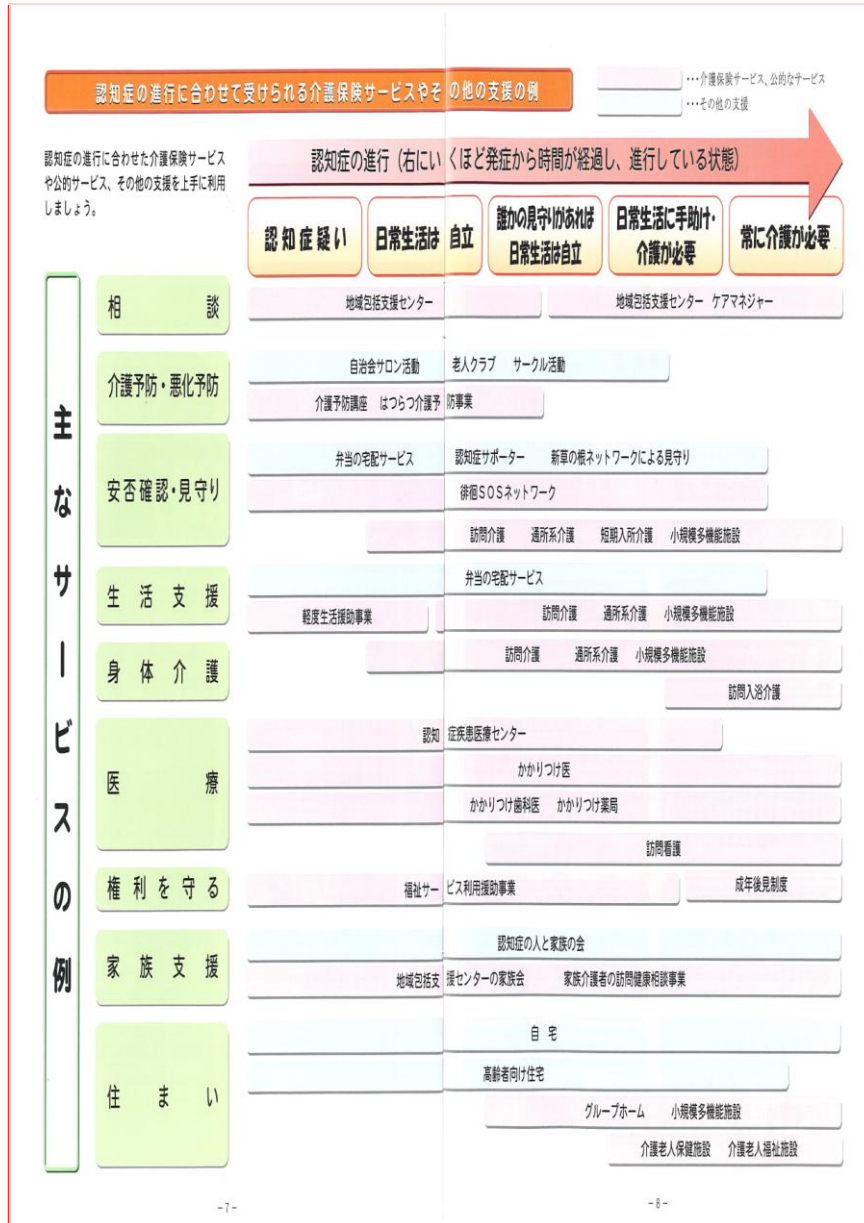 認知症の進行に合わせて受けられる介護保険サービスやその他の支援の例
･･･介護保険サービス、公的なサービス
･･･その他の支援
認知症の進行に合わせた介護保険サービス
や公的サービス、その他の支援を上手に利用
しましょう。
認知症の進行（右にいくほど発症から時間が経過し、進行している状態）
認知症疑い
日常生活は 自立
誰かの見守りがあれば
日常生活は自立
日常生活に手助け・
介護が必要
常に介護が必要
主なサービスの例
相談
地域包括支援センター
地域包括支援センター ケアマネジャー
介護予防・悪化予防
自治会サロン活動 老人クラブ サークル活動
介護予防講座 はつらつ介護予防事業
安否確認・見守り
弁当の宅配サービス 認知症サポーター 新草の根ネットワークによる見守り
徘徊SOSネットワーク
訪問介護 通所系介護 短期入所介護 小規模多機能施設
生活支援
弁当の宅配サービス
軽度生活援助事業
訪問介護 通所系介護 小規模多機能施設
身体介護
訪問介護 通所系介護 小規模多機能施設
訪問入浴介護
医療
認知症疾患医療センター
かかりつけ医
かかりつけ歯科医 かかりつけ薬局
訪問看護
権利を守る
福祉サービス利用援助事業
成年後見制度
家族支援
認知症の人と家族の会
地域包括支援センターの家族会 家族介護者の訪問健康相談事業
住まい
自宅
高齢者向け住宅
グループホーム 小規模多機能施設
介護老人保健施設 介護老人福祉施設
－7－
－8－